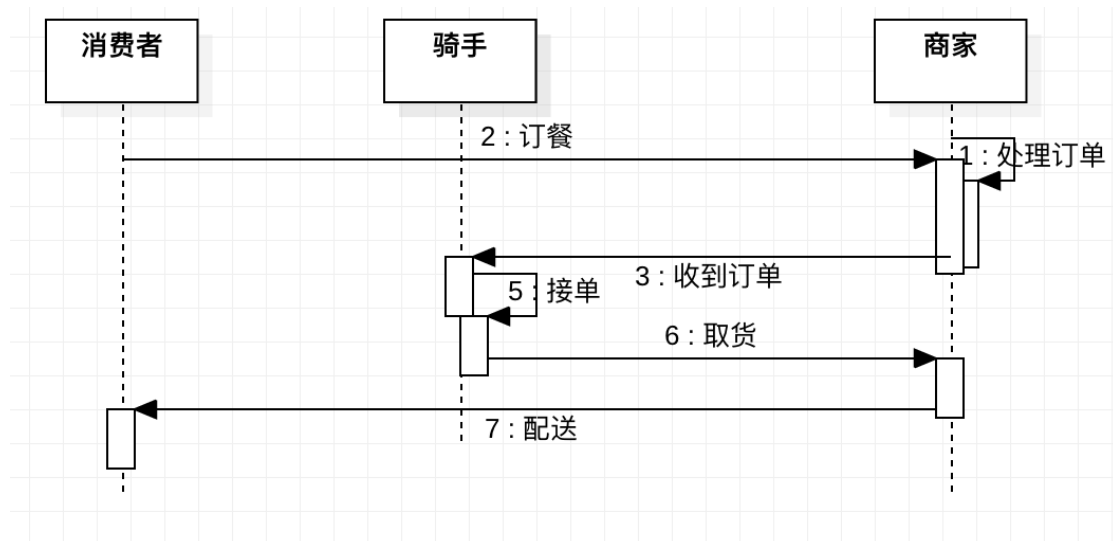 消费者
骑手
商家
2 : 订餐
1 : 处理订单
3 : 收到订单
5 : 接单
6 : 取货
7 : 配送